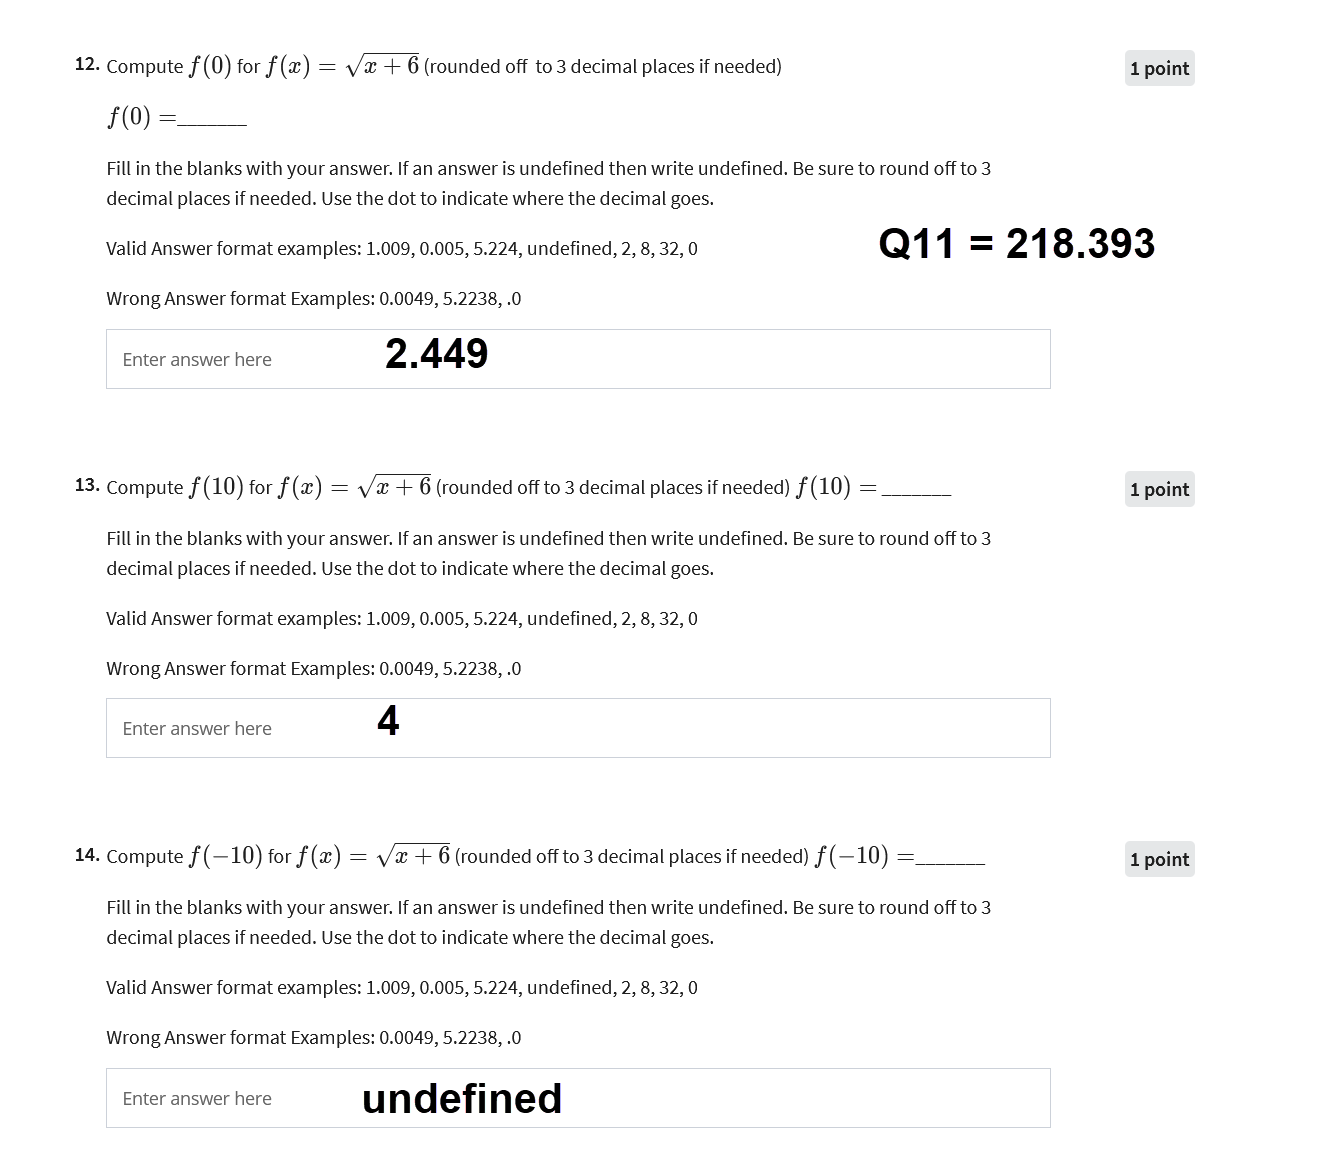 12. Compute f(0) for f(x) = √x + 6 (rounded off to 3 decimal places if needed)
1 point
f(0) =_______
Fill in the blanks with your answer. If an answer is undefined then write undefined. Be sure to round off to 3
decimal places if needed. Use the dot to indicate where the decimal goes.
Q11 = 218.393
Valid Answer format examples: 1.009, 0.005, 5.224, undefined, 2, 8, 32, 0
Wrong Answer format Examples: 0.0049, 5.2238, .0
Enter answer here 2.449
13. Compute f(10) for f(x) = √x + 6 (rounded off to 3 decimal places if needed) f(10) = _______
1 point
Fill in the blanks with your answer. If an answer is undefined then write undefined. Be sure to round off to 3
decimal places if needed. Use the dot to indicate where the decimal goes.
Valid Answer format examples: 1.009, 0.005, 5.224, undefined, 2, 8, 32, 0
Wrong Answer format Examples: 0.0049, 5.2238, .0
Enter answer here 4
14. Compute f(−10) for f(x) = √x + 6 (rounded off to 3 decimal places if needed) f(−10) =_______
1 point
Fill in the blanks with your answer. If an answer is undefined then write undefined. Be sure to round off to 3
decimal places if needed. Use the dot to indicate where the decimal goes.
Valid Answer format examples: 1.009, 0.005, 5.224, undefined, 2, 8, 32, 0
Wrong Answer format Examples: 0.0049, 5.2238, .0
Enter answer here undefined